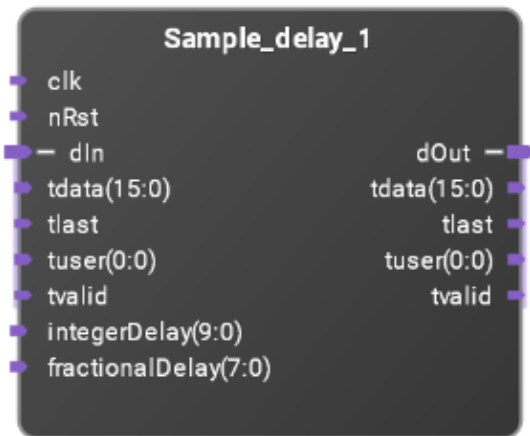 Sample_delay_1
clk
nRst
dIn dOut
tdata(15:0) tdata(15:0)
tlast tlast
tuser(0:0) tuser(0:0)
tvalid tvalid
integerDelay(9:0)
fractionalDelay(7:0)